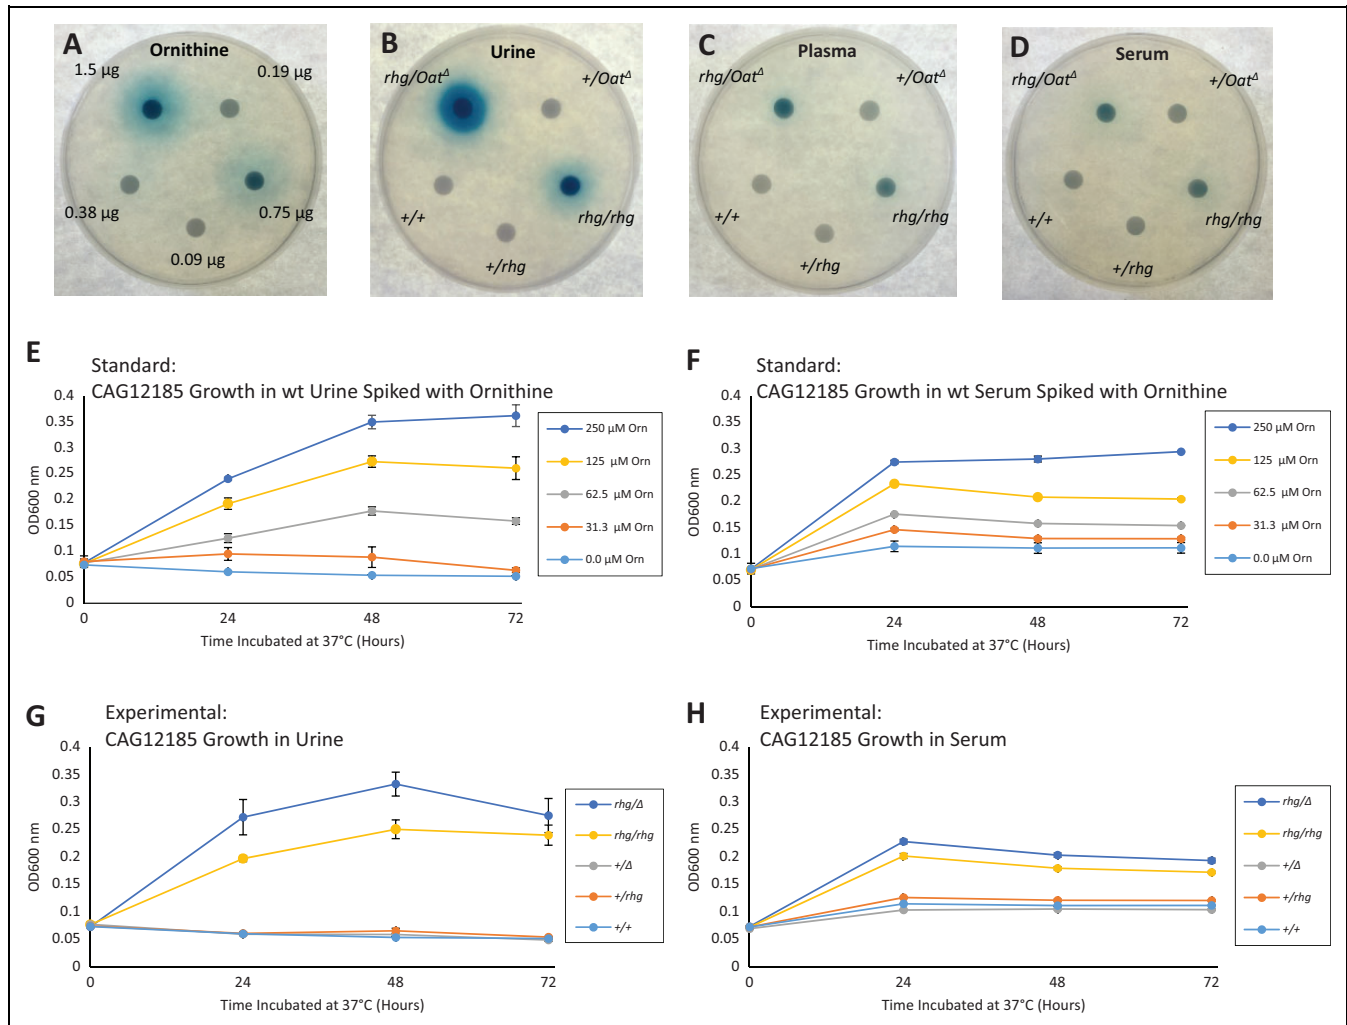 A
Ornithine
1.5 µg
0.19 µg
0.38 µg
0.75 µg
0.09 µg
B
Urine
rhg/OatΔ
+/OatΔ
+/+
rhg/rhg
+/rhg
C
Plasma
rhg/OatΔ
+/OatΔ
+/+
rhg/rhg
+/rhg
D
Serum
rhg/OatΔ
+/OatΔ
+/+
rhg/rhg
+/rhg
E
Standard:
CAG12185 Growth in wt Urine Spiked with Ornithine
OD600 nm
0.4
0.35
0.3
0.25
0.2
0.15
0.1
0.05
0
0
24
48
72
Time Incubated at 37°C (Hours)
250 µM Orn
125 µM Orn
62.5 µM Orn
31.3 µM Orn
0.0 µM Orn
F
Standard:
CAG12185 Growth in wt Serum Spiked with Ornithine
OD600 nm
0.4
0.35
0.3
0.25
0.2
0.15
0.1
0.05
0
0
24
48
72
Time Incubated at 37°C (Hours)
250 µM Orn
125 µM Orn
62.5 µM Orn
31.3 µM Orn
0.0 µM Orn
G
Experimental:
CAG12185 Growth in Urine
OD600 nm
0.4
0.35
0.3
0.25
0.2
0.15
0.1
0.05
0
0
24
48
72
Time Incubated at 37°C (Hours)
rhg/Δ
rhg/rhg
+/Δ
+/rhg
+/+
H
Experimental:
CAG12185 Growth in Serum
OD600 nm
0.4
0.35
0.3
0.25
0.2
0.15
0.1
0.05
0
0
24
48
72
Time Incubated at 37°C (Hours)
rhg/Δ
rhg/rhg
+/Δ
+/rhg
+/+